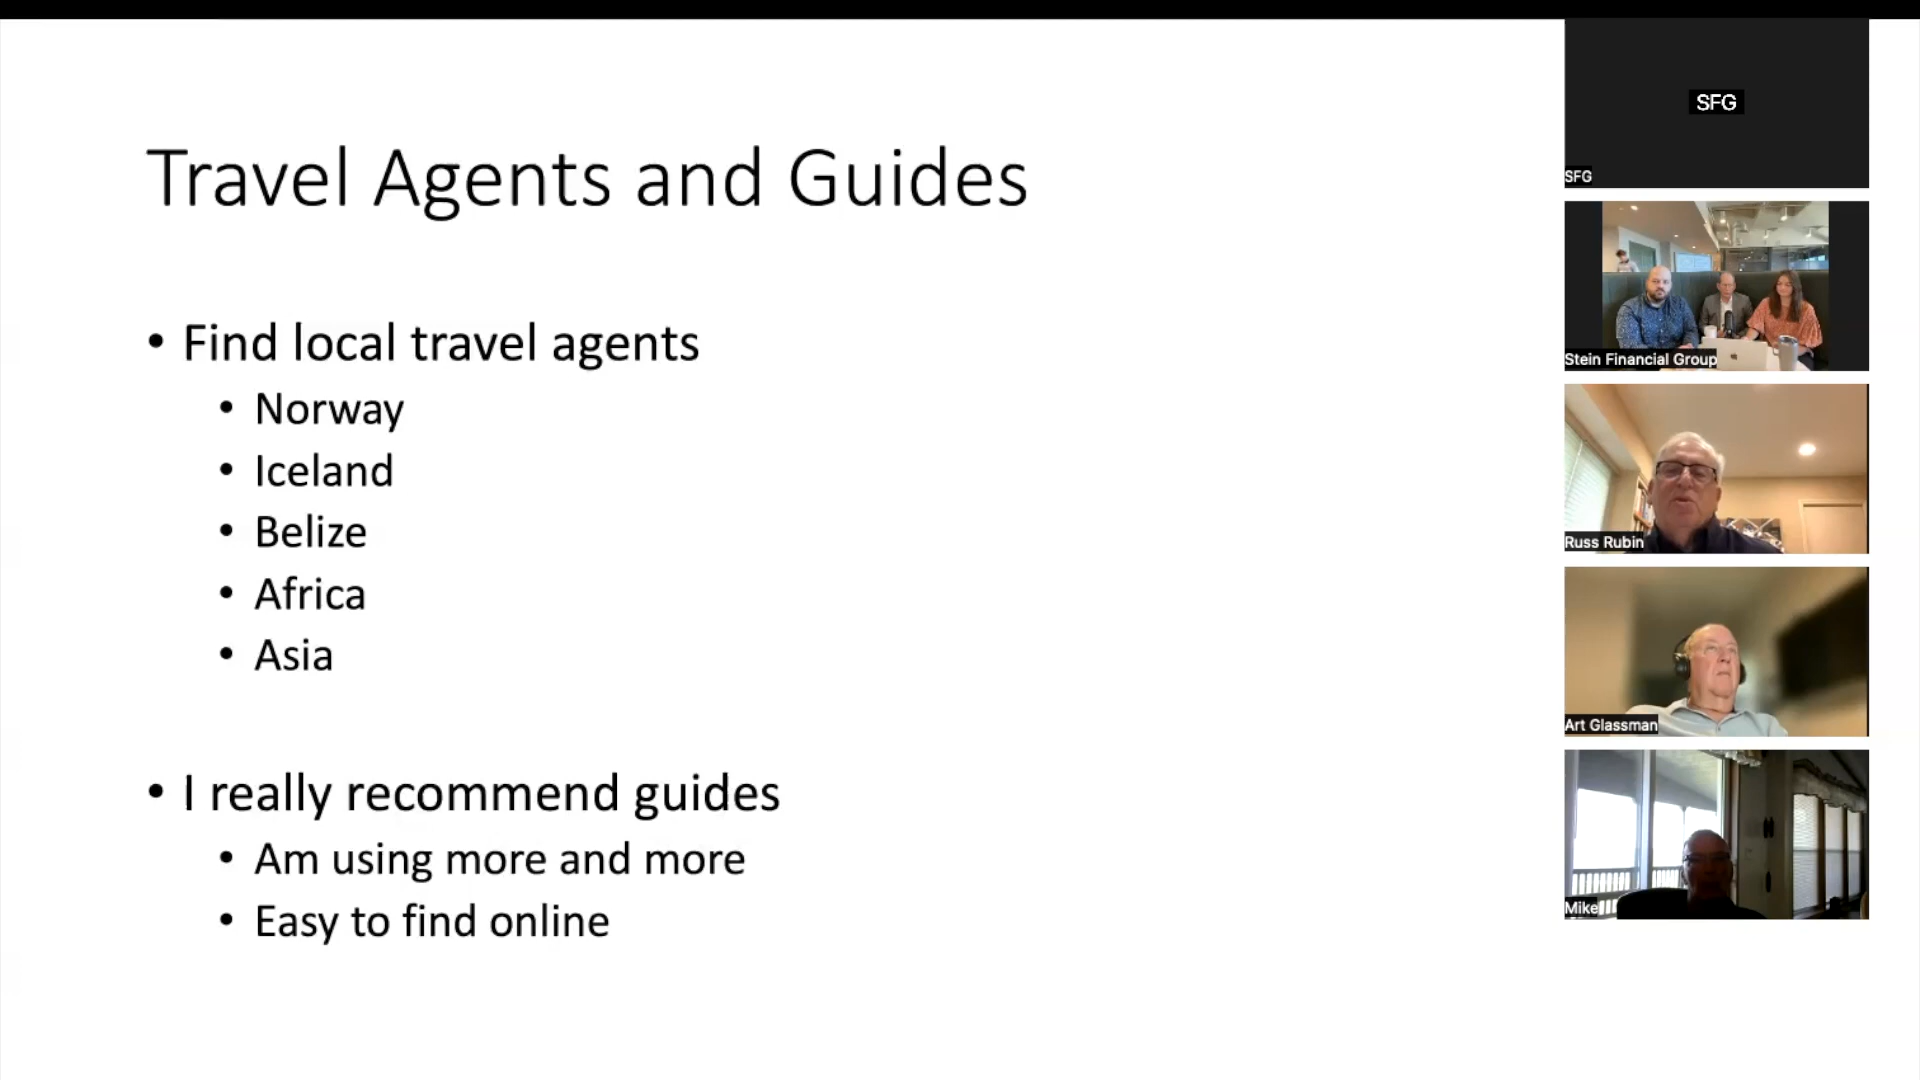 Travel Agents and Guides
• Find local travel agents
• Norway
• Iceland
• Belize
• Africa
• Asia
• I really recommend guides
• Am using more and more
• Easy to find online
SFG
SFG
Stein Financial Group
Russ Rubin
Art Glassman
Mike